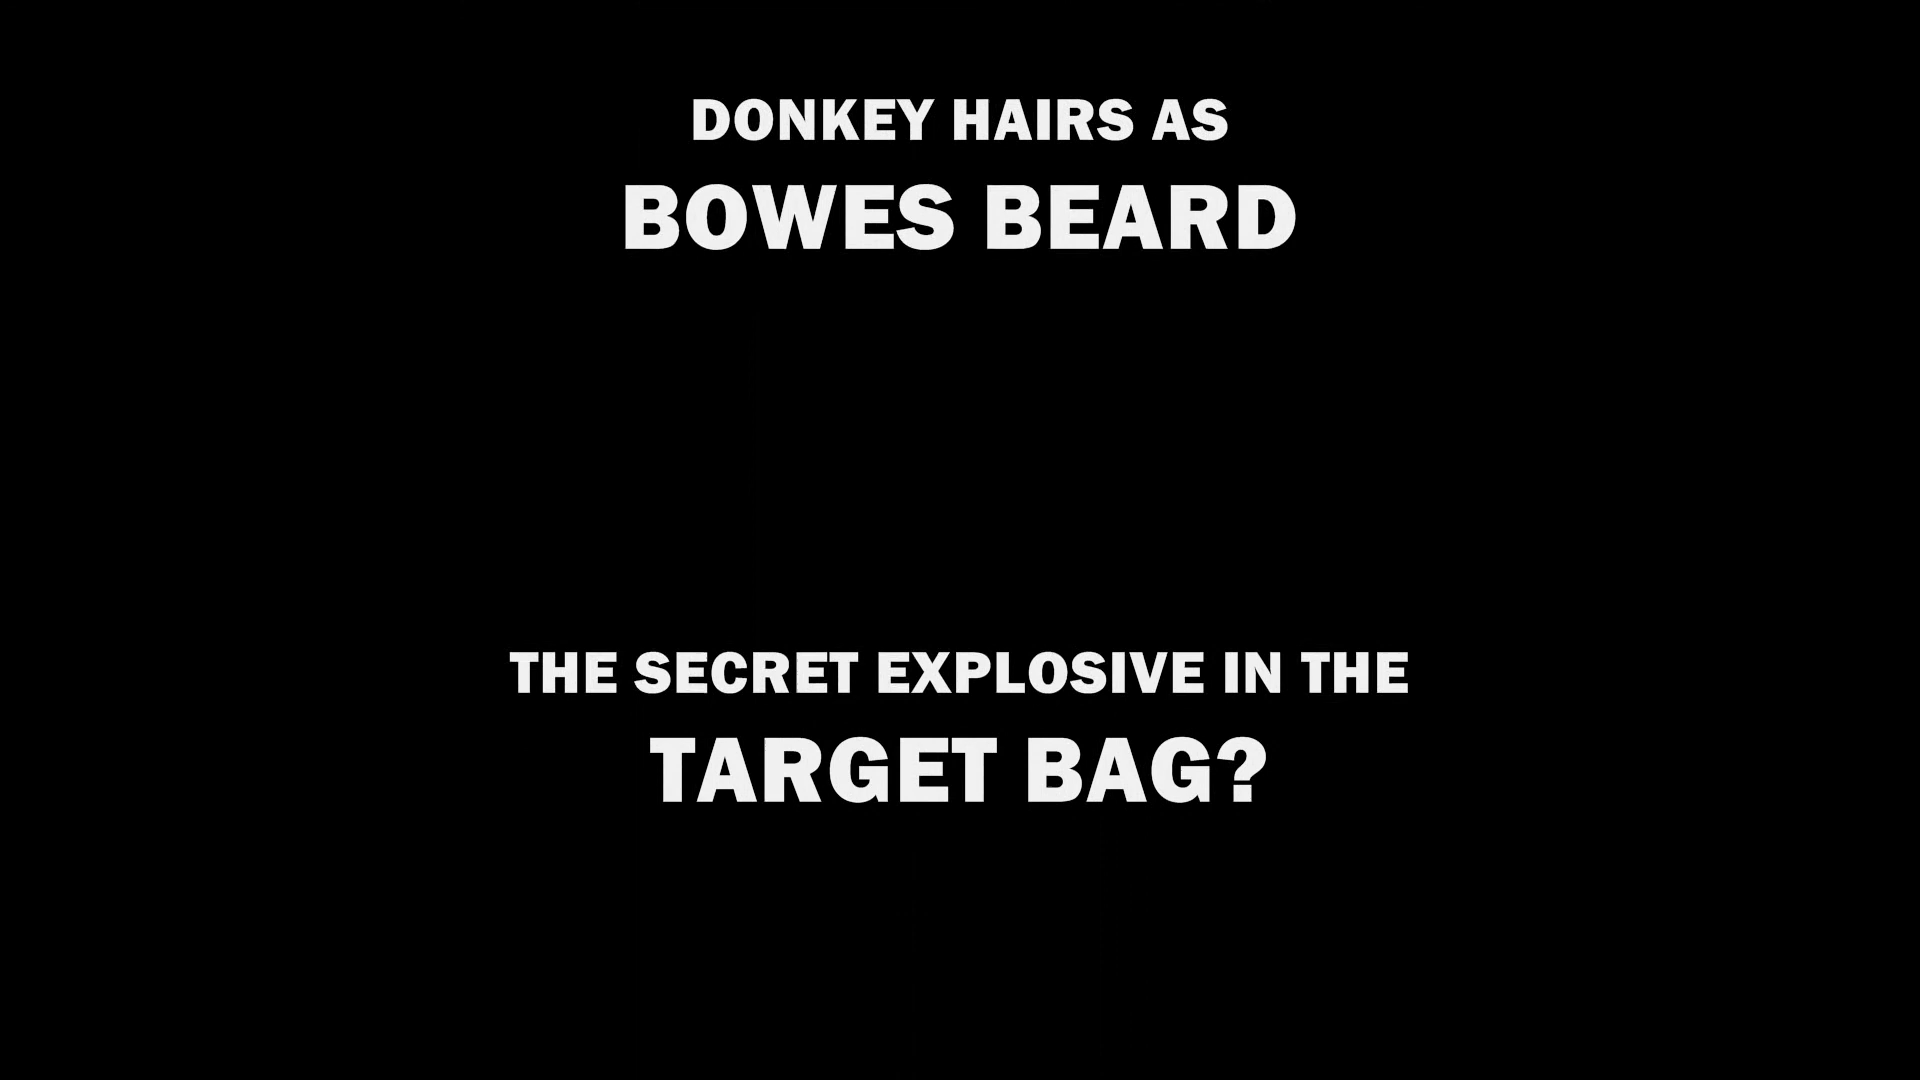 DONKEY HAIRS AS
BOWES BEARD
THE SECRET EXPLOSIVE IN THE
TARGET BAG?